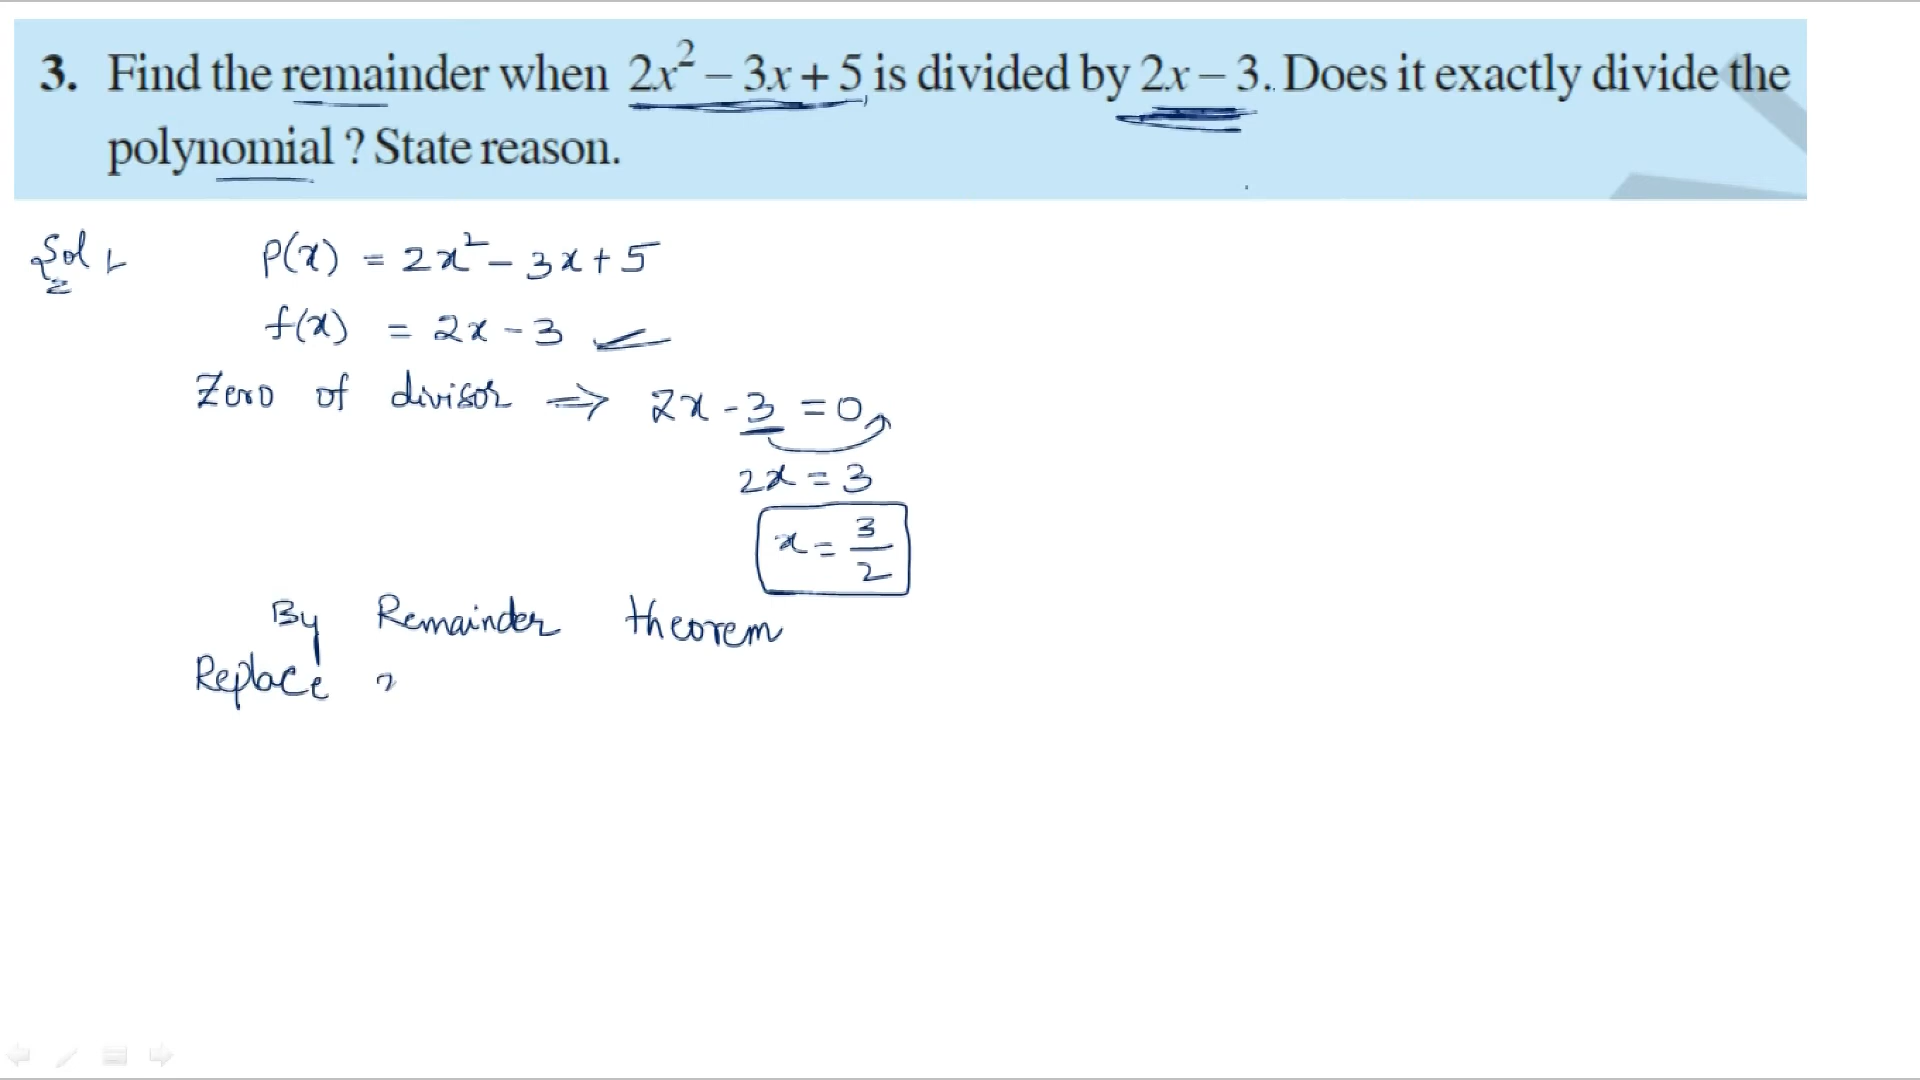 3. Find the remainder when 2x² – 3x + 5 is divided by 2x – 3. Does it exactly divide the
polynomial ? State reason.
Sol
p(x) = 2x² - 3x + 5
f(x) = 2x - 3
Zero of divisor ⇒ 2x - 3 = 0
2x = 3
x = 3/2
By Remainder theorem
Replace